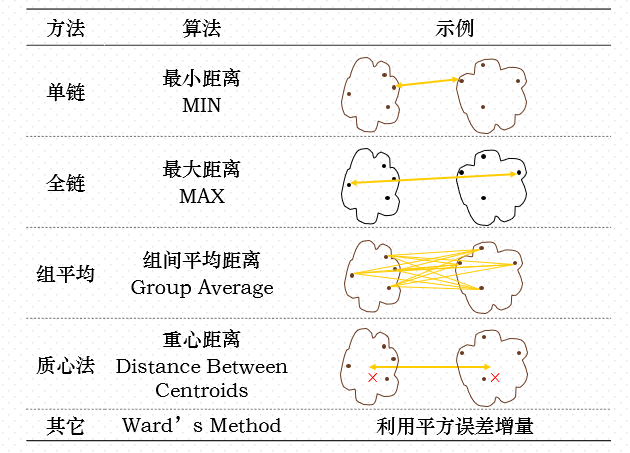 方法 算法 示例
单链 最小距离
MIN
全链 最大距离
MAX
组平均 组间平均距离
Group Average
质心法 重心距离
Distance Between
Centroids
其它 Ward’s Method 利用平方误差增量